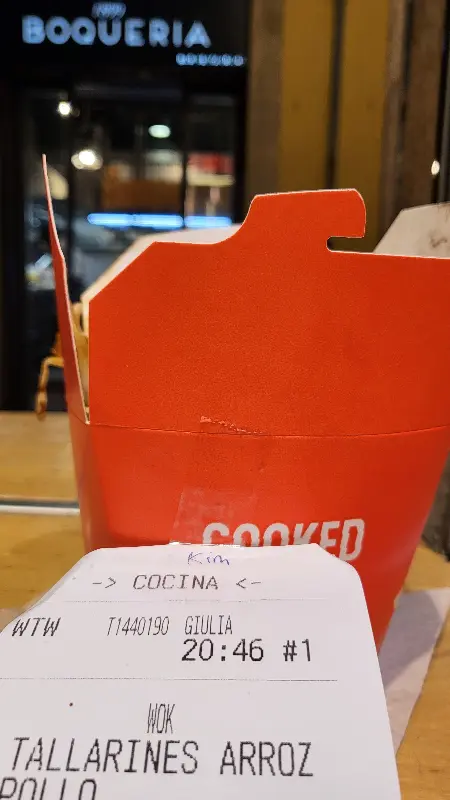 BOQUERIA
COOKED
Kim
-> COCINA <-
WTW T1440190 GIULIA
20:46 #1
WOK
TALLARINES ARROZ
POLLO